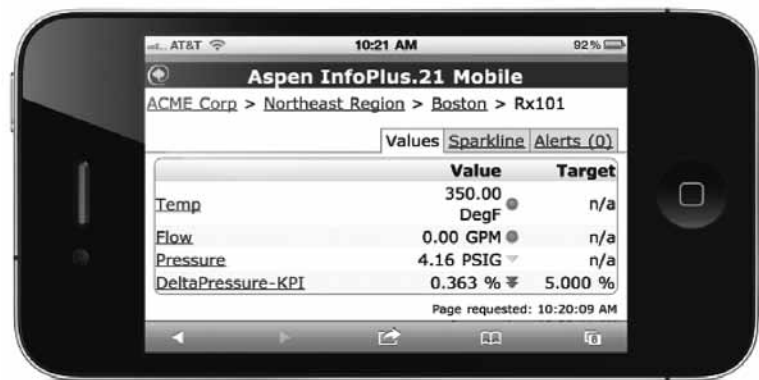 AT&T 10:21 AM 92%
Aspen InfoPlus.21 Mobile
ACME Corp > Northeast Region > Boston > Rx101
Values Sparkline Alerts (0)
Value Target
Temp 350.00 DegF n/a
Flow 0.00 GPM n/a
Pressure 4.16 PSIG n/a
DeltaPressure-KPI 0.363 % 5.000 %
Page requested: 10:20:09 AM
6